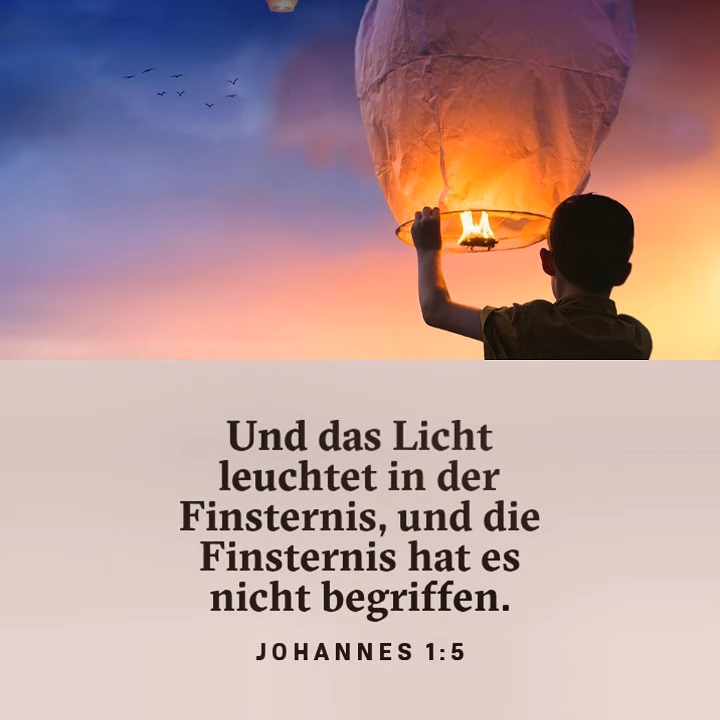 Und das Licht
leuchtet in der
Finsternis, und die
Finsternis hat es
nicht begriffen.
JOHANNES 1:5